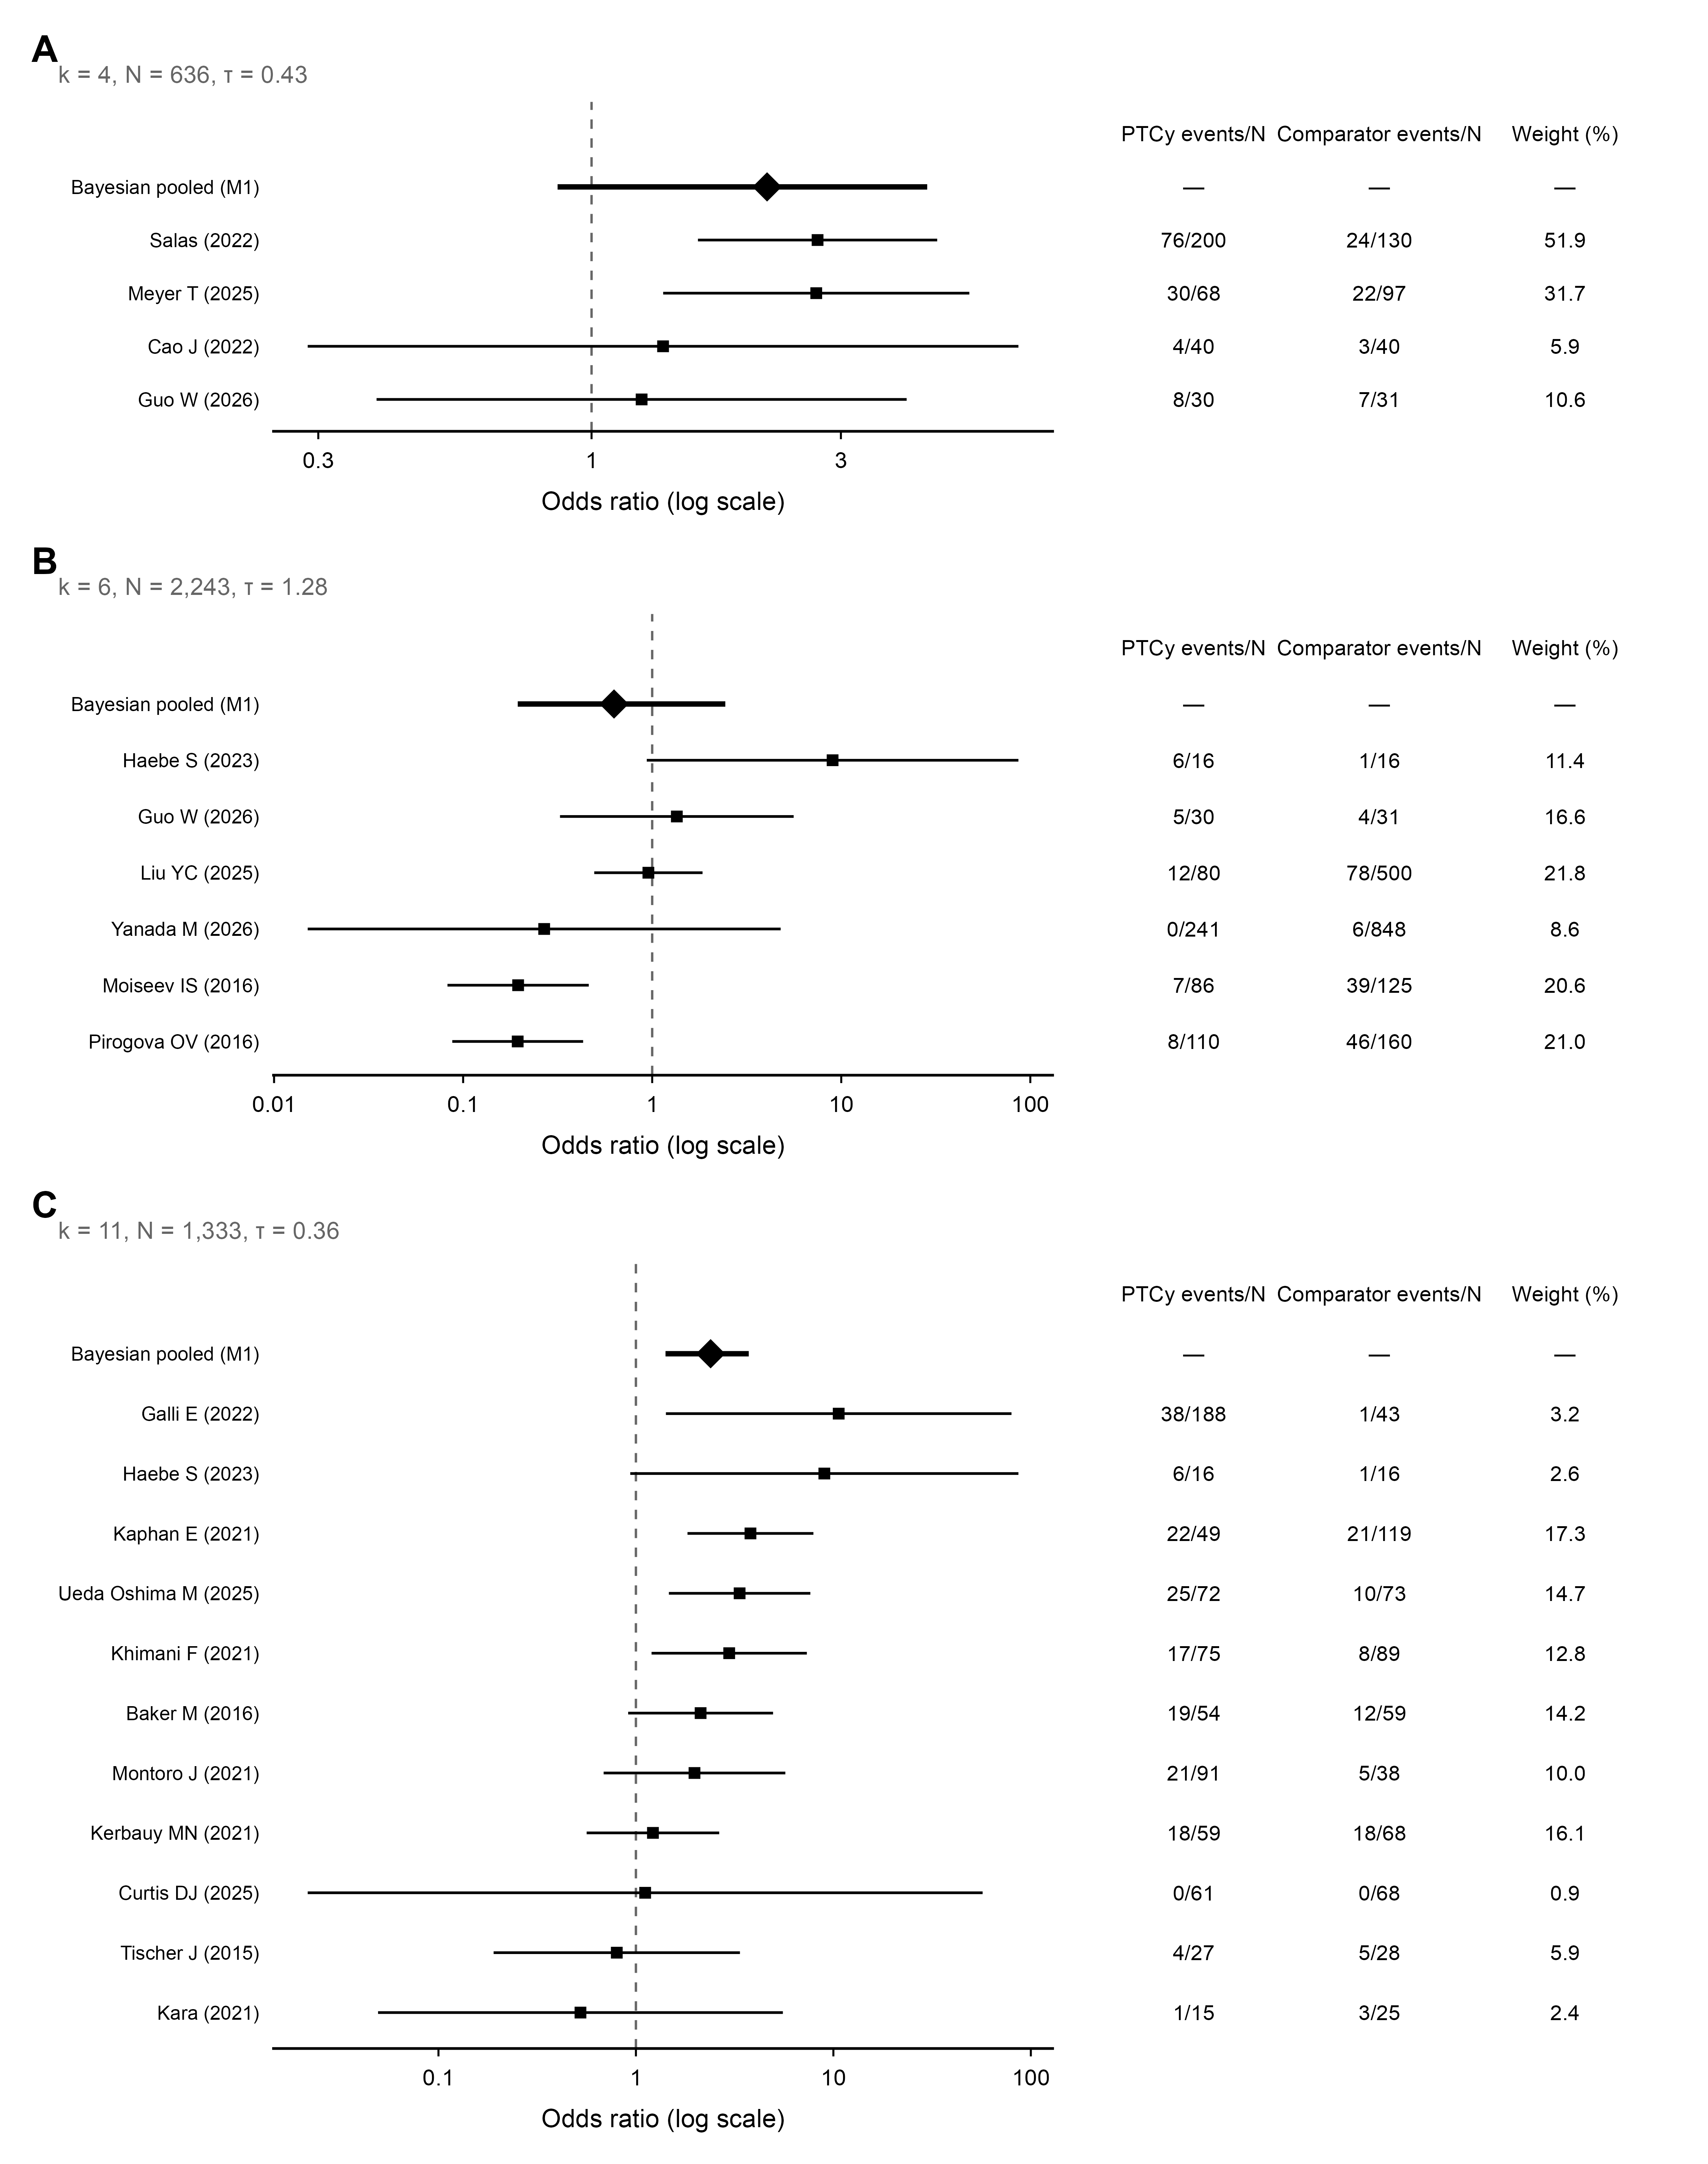 A
k = 4, N = 636, τ = 0.43
PTCy events/N Comparator events/N Weight (%)
Bayesian pooled (M1) — — —
Salas (2022) 76/200 24/130 51.9
Meyer T (2025) 30/68 22/97 31.7
Cao J (2022) 4/40 3/40 5.9
Guo W (2026) 8/30 7/31 10.6
0.3 1 3
Odds ratio (log scale)
B
k = 6, N = 2,243, τ = 1.28
PTCy events/N Comparator events/N Weight (%)
Bayesian pooled (M1) — — —
Haebe S (2023) 6/16 1/16 11.4
Guo W (2026) 5/30 4/31 16.6
Liu YC (2025) 12/80 78/500 21.8
Yanada M (2026) 0/241 6/848 8.6
Moiseev IS (2016) 7/86 39/125 20.6
Pirogova OV (2016) 8/110 46/160 21.0
0.01 0.1 1 10 100
Odds ratio (log scale)
C
k = 11, N = 1,333, τ = 0.36
PTCy events/N Comparator events/N Weight (%)
Bayesian pooled (M1) — — —
Galli E (2022) 38/188 1/43 3.2
Haebe S (2023) 6/16 1/16 2.6
Kaphan E (2021) 22/49 21/119 17.3
Ueda Oshima M (2025) 25/72 10/73 14.7
Khimani F (2021) 17/75 8/89 12.8
Baker M (2016) 19/54 12/59 14.2
Montoro J (2021) 21/91 5/38 10.0
Kerbauy MN (2021) 18/59 18/68 16.1
Curtis DJ (2025) 0/61 0/68 0.9
Tischer J (2015) 4/27 5/28 5.9
Kara (2021) 1/15 3/25 2.4
0.1 1 10 100
Odds ratio (log scale)